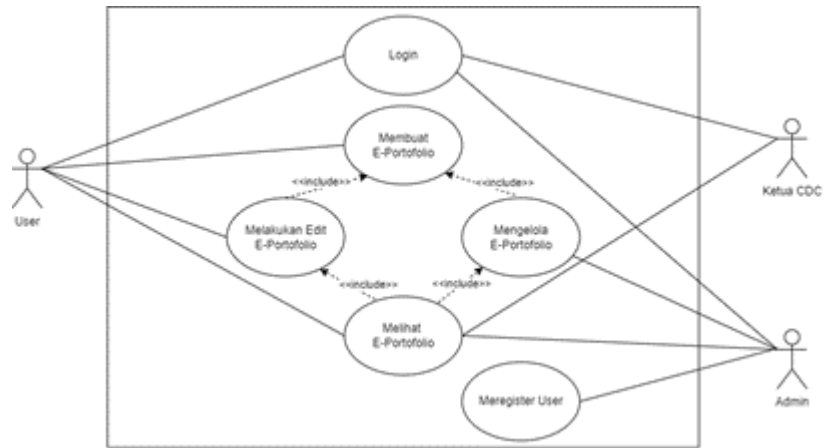 Login
Membuat
E-Portofolio
<<include>>
<<include>>
User
Ketua CDC
Melakukan Edit
E-Portofolio
Mengelola
E-Portofolio
<<include>>
<<include>>
Melihat
E-Portofolio
Meregister User
Admin